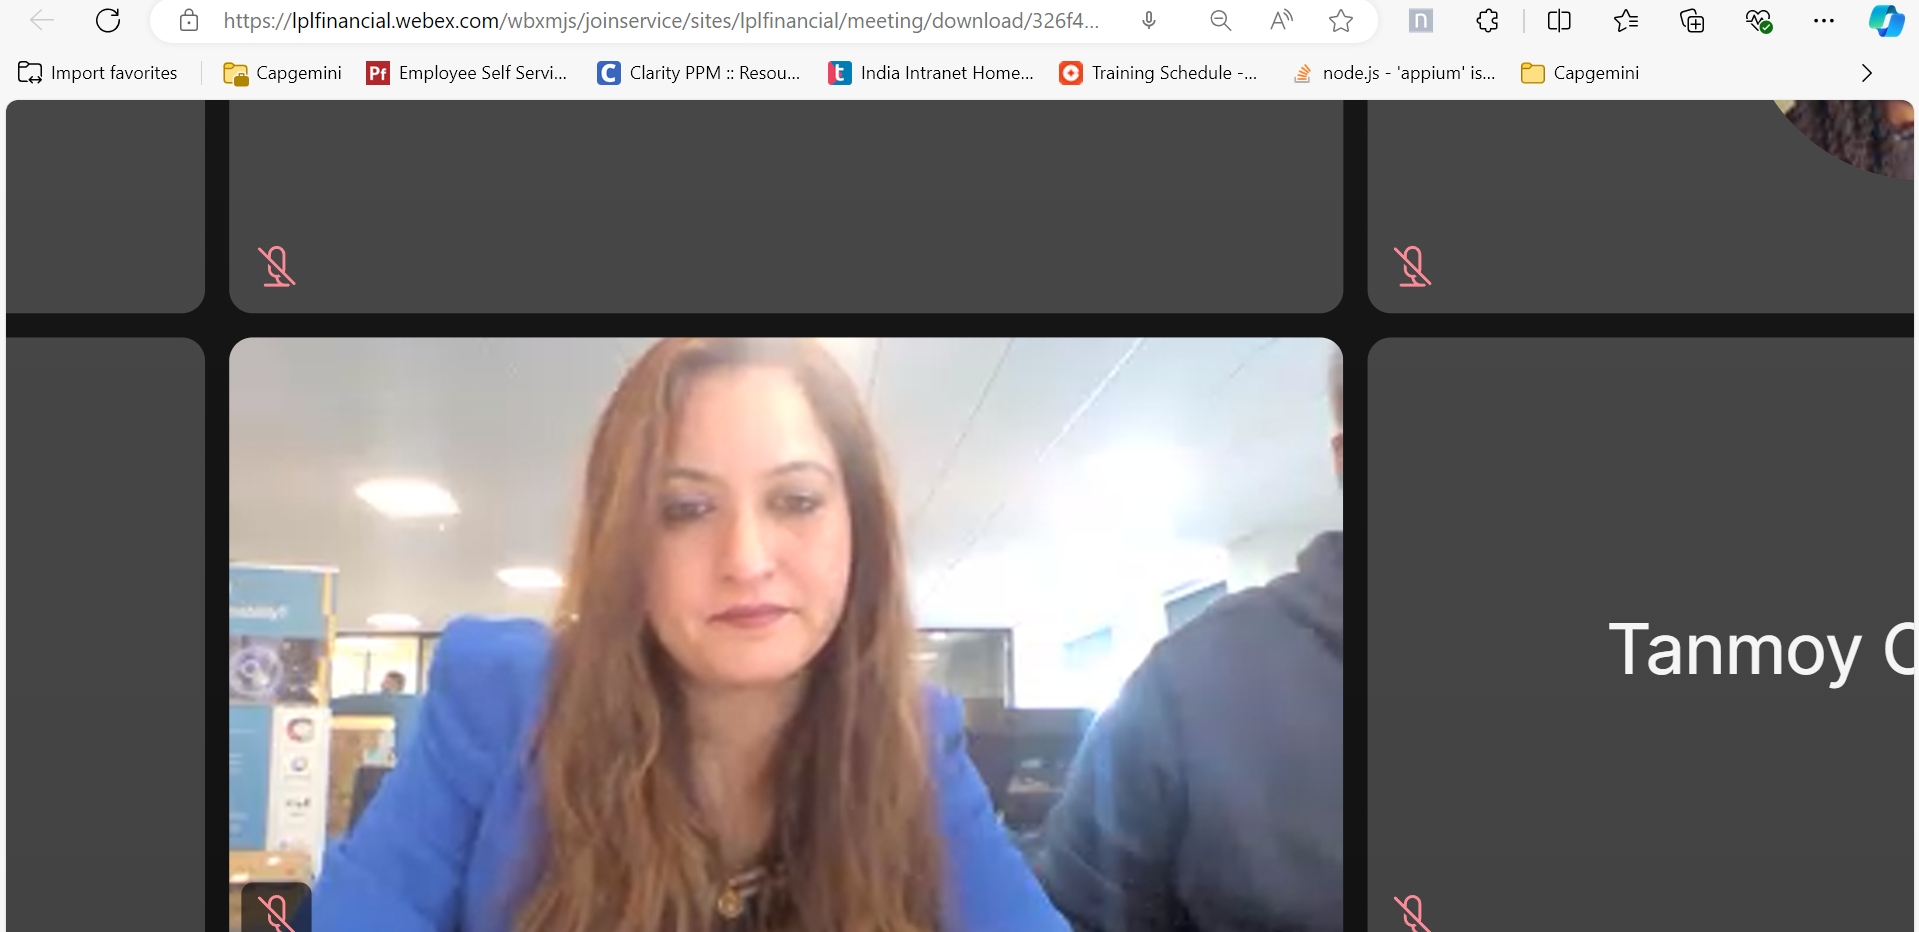 https://lplfinancial.webex.com/wbxmjs/joinservice/sites/lplfinancial/meeting/download/326f4...
Import favorites Capgemini Pf Employee Self Servi... Clarity PPM :: Resou... India Intranet Home... Training Schedule -... node.js - 'appium' is... Capgemini
Tanmoy C